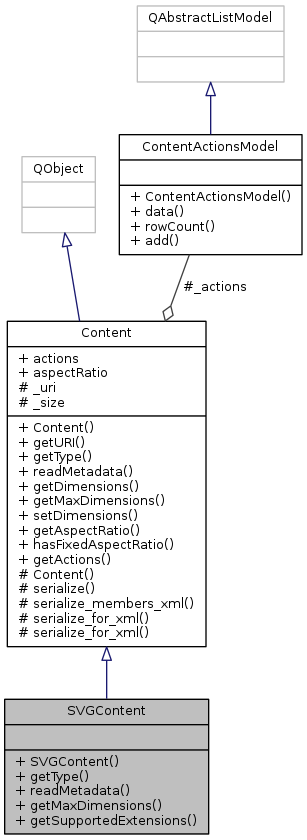 QAbstractListModel
ContentActionsModel
+ ContentActionsModel()
+ data()
+ rowCount()
+ add()
QObject
#_actions
Content
+ actions
+ aspectRatio
# _uri
# _size
+ Content()
+ getURI()
+ getType()
+ readMetadata()
+ getDimensions()
+ getMaxDimensions()
+ setDimensions()
+ getAspectRatio()
+ hasFixedAspectRatio()
+ getActions()
# Content()
# serialize()
# serialize_members_xml()
# serialize_for_xml()
# serialize_for_xml()
SVGContent
+ SVGContent()
+ getType()
+ readMetadata()
+ getMaxDimensions()
+ getSupportedExtensions()